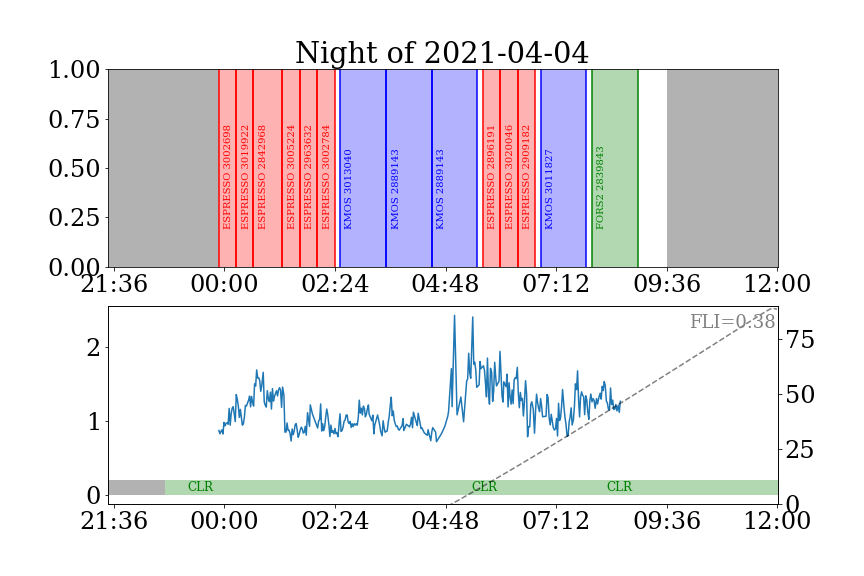 Night of 2021-04-04
1.00
0.75
0.50
0.25
0.00
ESPRESSO 3002698
ESPRESSO 3019922
ESPRESSO 2842968
ESPRESSO 3005224
ESPRESSO 2963632
ESPRESSO 3002784
KMOS 3013040
KMOS 2889143
KMOS 2889143
ESPRESSO 2896191
ESPRESSO 3020046
ESPRESSO 2909182
KMOS 3011827
FORS2 2839843
21:36 00:00 02:24 04:48 07:12 09:36 12:00
FLI=0.38
2
1
0
75
50
25
0
CLR CLR CLR
21:36 00:00 02:24 04:48 07:12 09:36 12:00